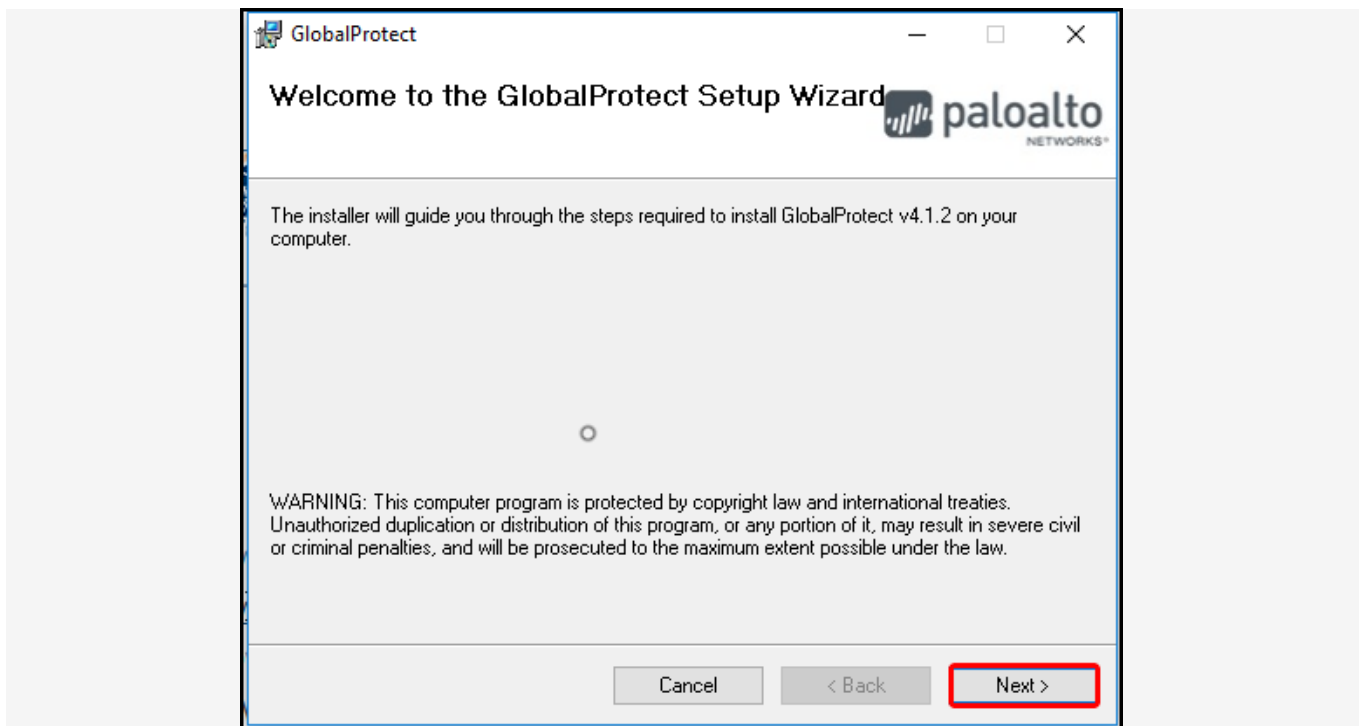 GlobalProtect
Welcome to the GlobalProtect Setup Wizard
paloalto
NETWORKS®
The installer will guide you through the steps required to install GlobalProtect v4.1.2 on your
computer.
WARNING: This computer program is protected by copyright law and international treaties.
Unauthorized duplication or distribution of this program, or any portion of it, may result in severe civil
or criminal penalties, and will be prosecuted to the maximum extent possible under the law.
Cancel
< Back
Next >